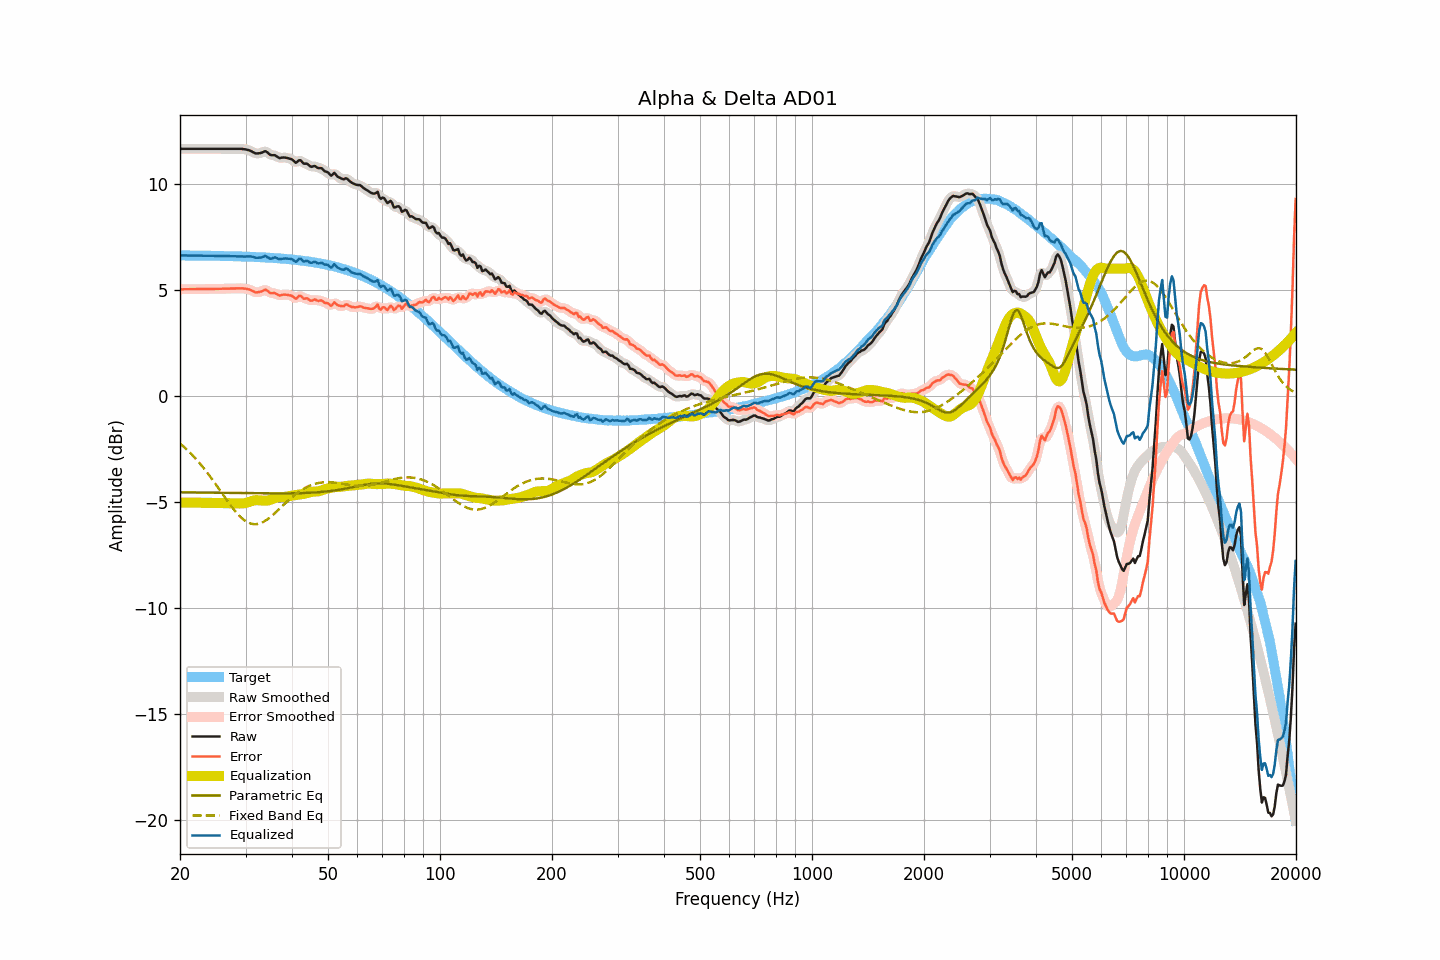 Alpha & Delta AD01
Amplitude (dBr)
10
5
0
−5
−10
−15
−20
Target
Raw Smoothed
Error Smoothed
Raw
Error
Equalization
Parametric Eq
Fixed Band Eq
Equalized
20 50 100 200 500 1000 2000 5000 10000 20000
Frequency (Hz)